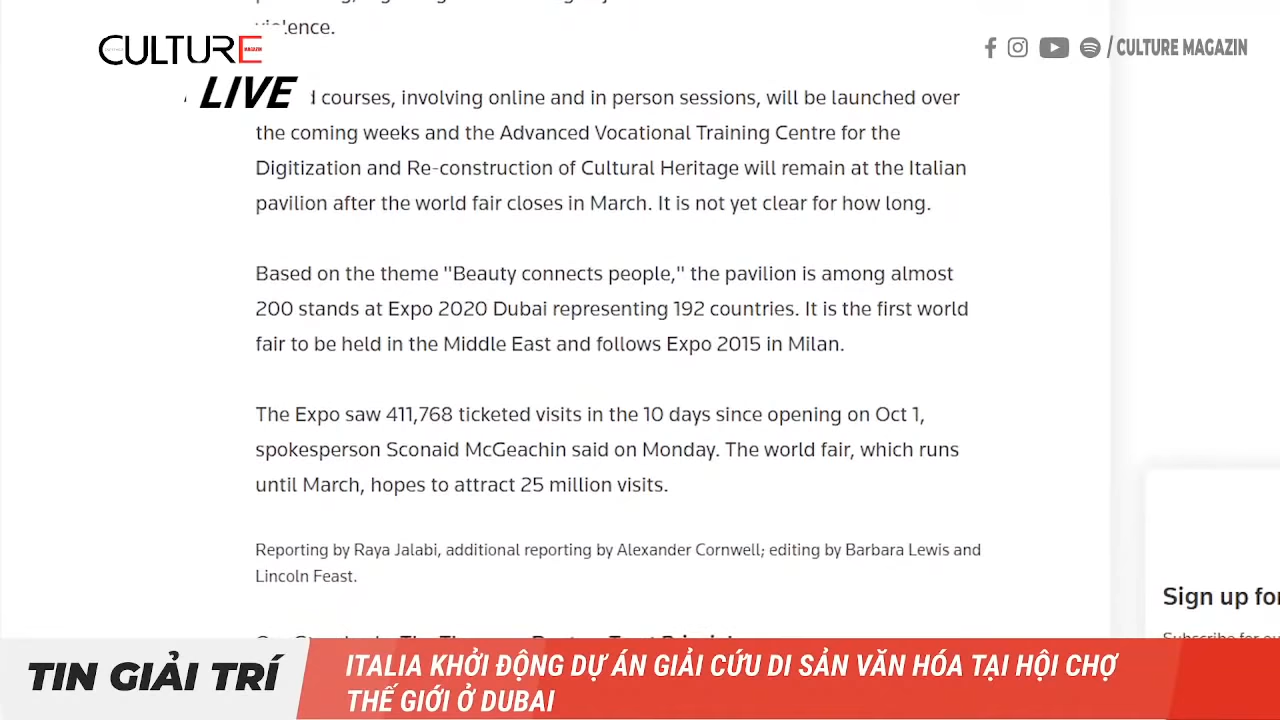 violence.
CULTURE
MAGAZIN
/ CULTURE MAGAZIN
LIVE
courses, involving online and in person sessions, will be launched over
the coming weeks and the Advanced Vocational Training Centre for the
Digitization and Re-construction of Cultural Heritage will remain at the Italian
pavilion after the world fair closes in March. It is not yet clear for how long.
Based on the theme "Beauty connects people," the pavilion is among almost
200 stands at Expo 2020 Dubai representing 192 countries. It is the first world
fair to be held in the Middle East and follows Expo 2015 in Milan.
The Expo saw 411,768 ticketed visits in the 10 days since opening on Oct 1,
spokesperson Sconaid McGeachin said on Monday. The world fair, which runs
until March, hopes to attract 25 million visits.
Reporting by Raya Jalabi, additional reporting by Alexander Cornwell; editing by Barbara Lewis and
Lincoln Feast.
Sign up for
TIN GIẢI TRÍ
ITALIA KHỞI ĐỘNG DỰ ÁN GIẢI CỨU DI SẢN VĂN HÓA TẠI HỘI CHỢ
THẾ GIỚI Ở DUBAI